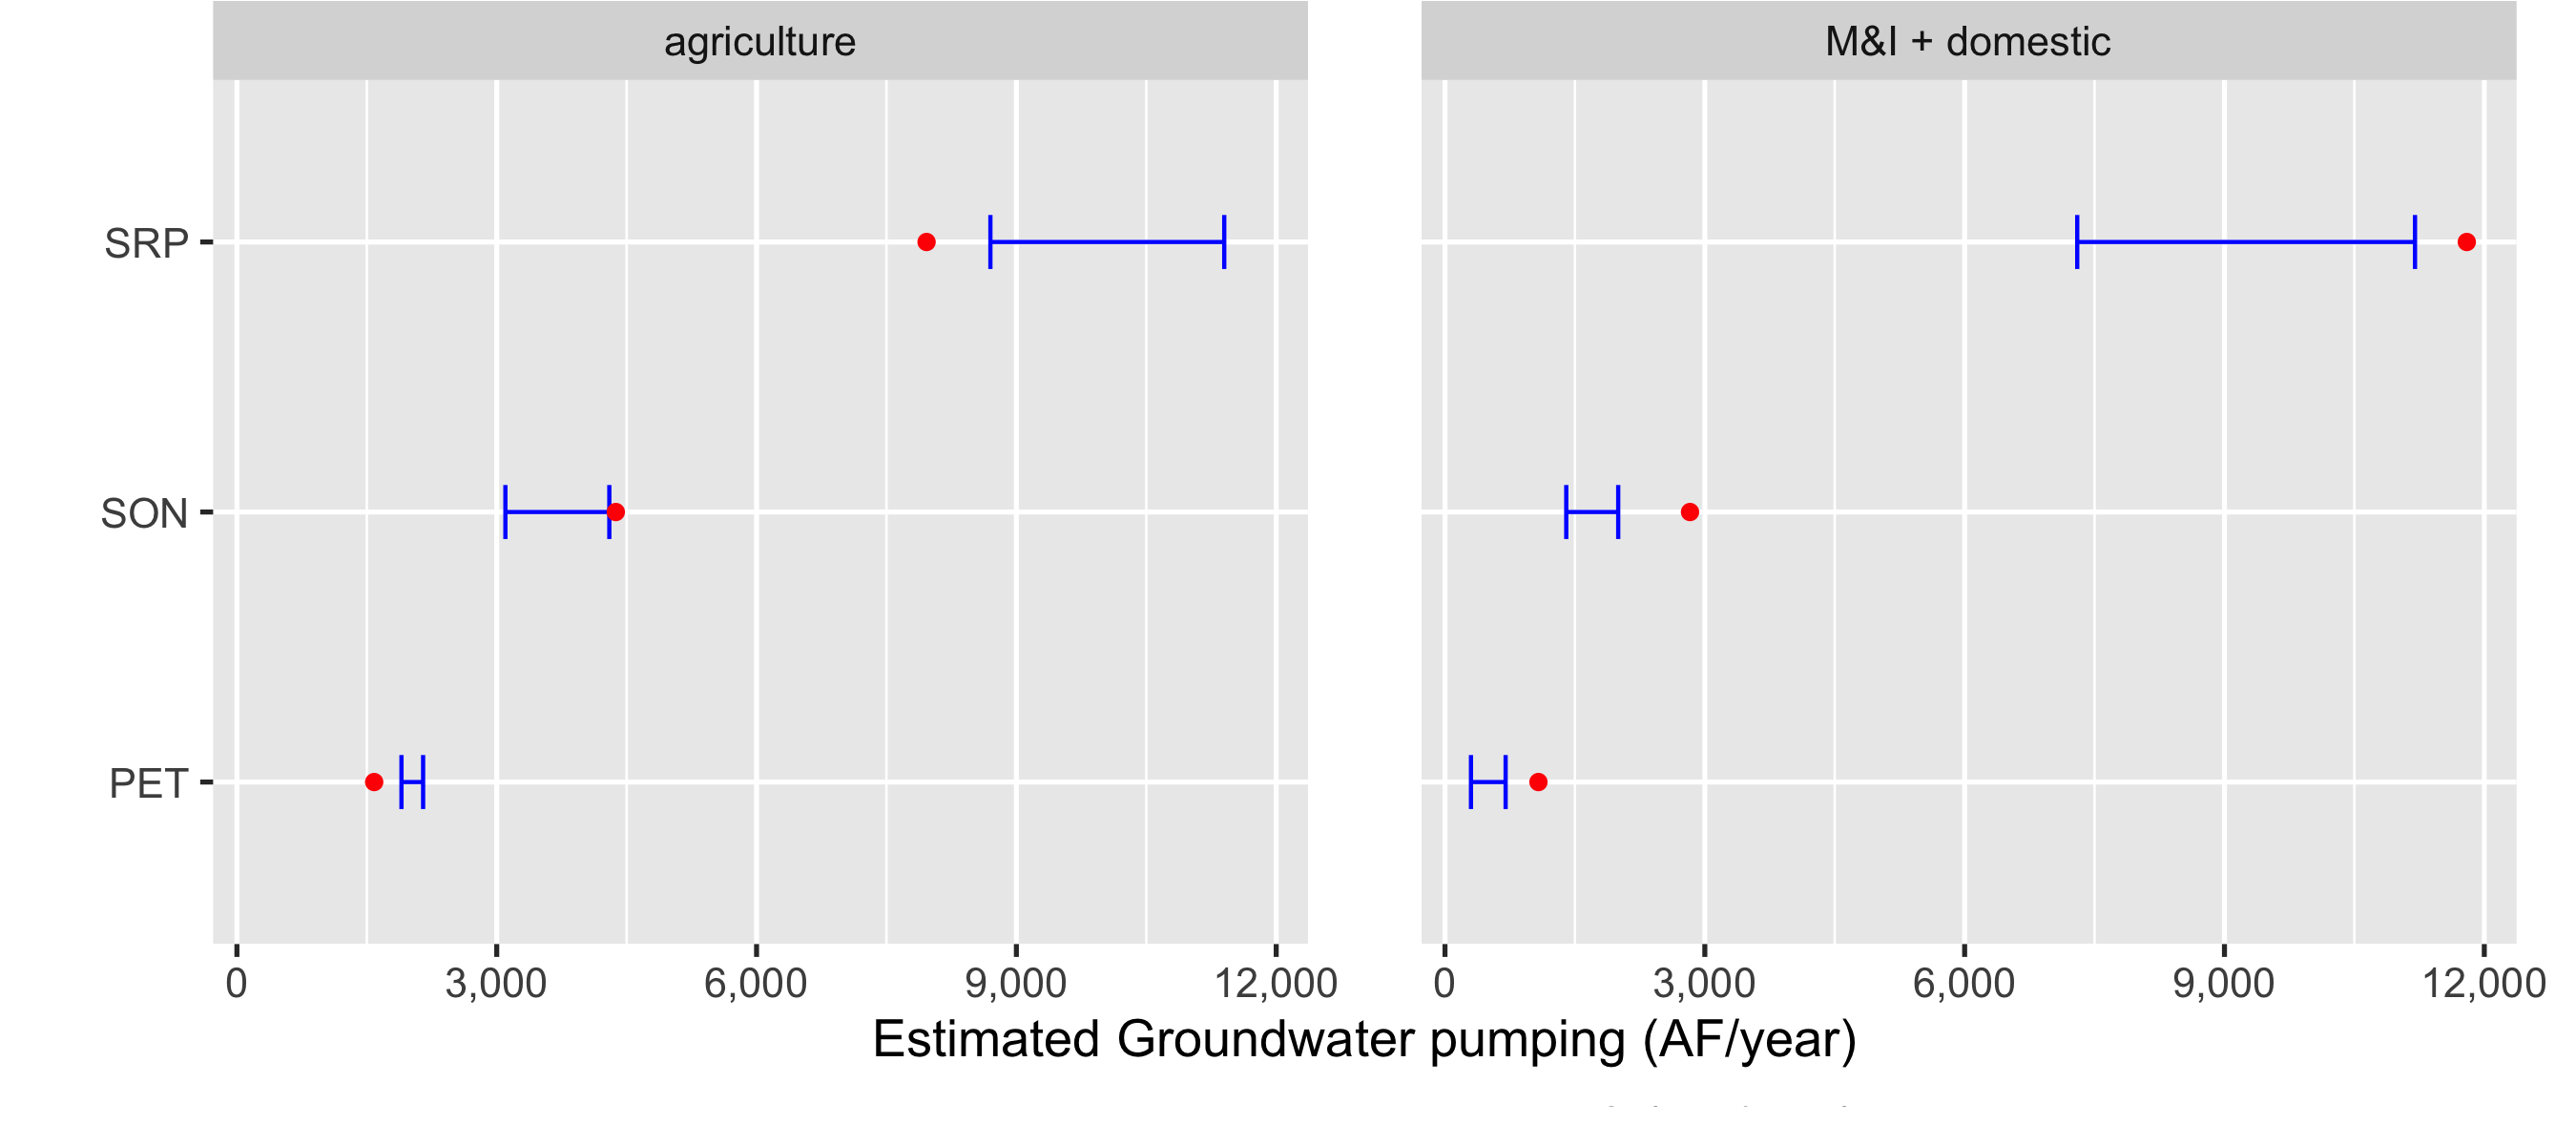 agriculture
M&I + domestic
SRP
SON
PET
0 3,000 6,000 9,000 12,000
0 3,000 6,000 9,000 12,000
Estimated Groundwater pumping (AF/year)